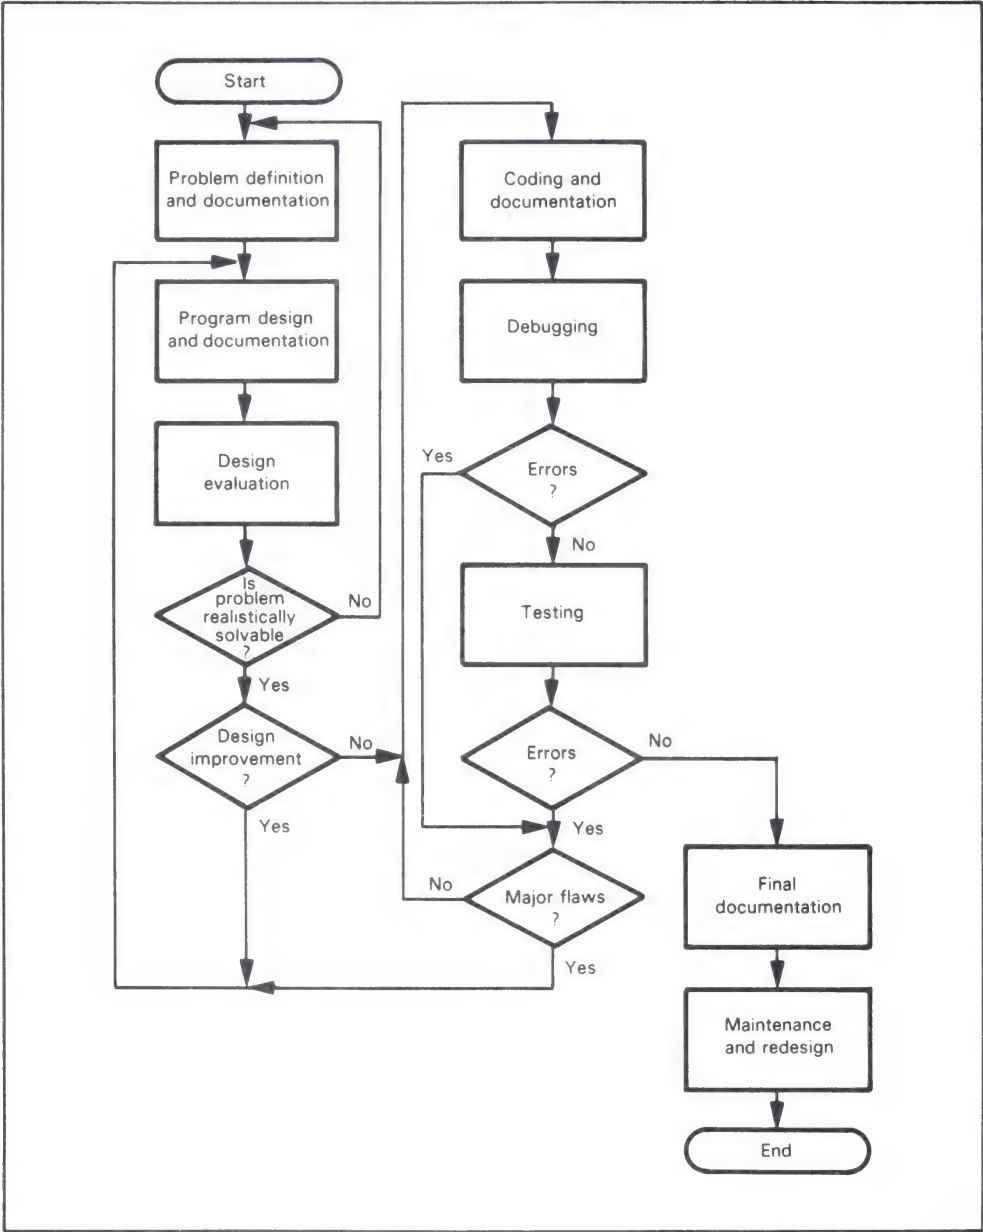 Start
Problem definition
and documentation
Program design
and documentation
Design
evaluation
Is
problem
realistically
solvable
?
No
Yes
Design
improvement
?
No
Yes
Coding and
documentation
Debugging
Errors
?
Yes
No
Testing
Errors
?
No
Yes
Major flaws
?
No
Yes
Final
documentation
Maintenance
and redesign
End